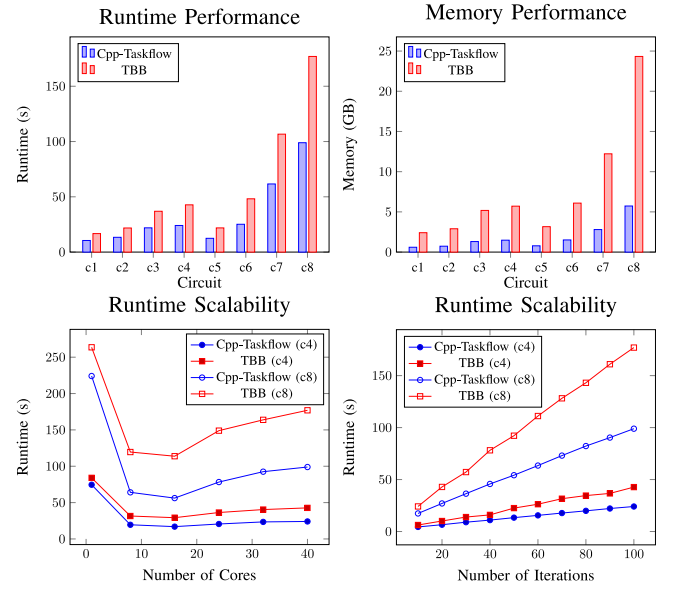 Runtime Performance
Cpp-Taskflow
TBB
150
100
50
0
Runtime (s)
c1 c2 c3 c4 c5 c6 c7 c8
Circuit
Memory Performance
Cpp-Taskflow
TBB
25
20
15
10
5
0
Memory (GB)
c1 c2 c3 c4 c5 c6 c7 c8
Circuit
Runtime Scalability
Cpp-Taskflow (c4)
TBB (c4)
Cpp-Taskflow (c8)
TBB (c8)
250
200
150
100
50
0
Runtime (s)
0 10 20 30 40
Number of Cores
Runtime Scalability
Cpp-Taskflow (c4)
TBB (c4)
Cpp-Taskflow (c8)
TBB (c8)
150
100
50
0
Runtime (s)
20 40 60 80 100
Number of Iterations